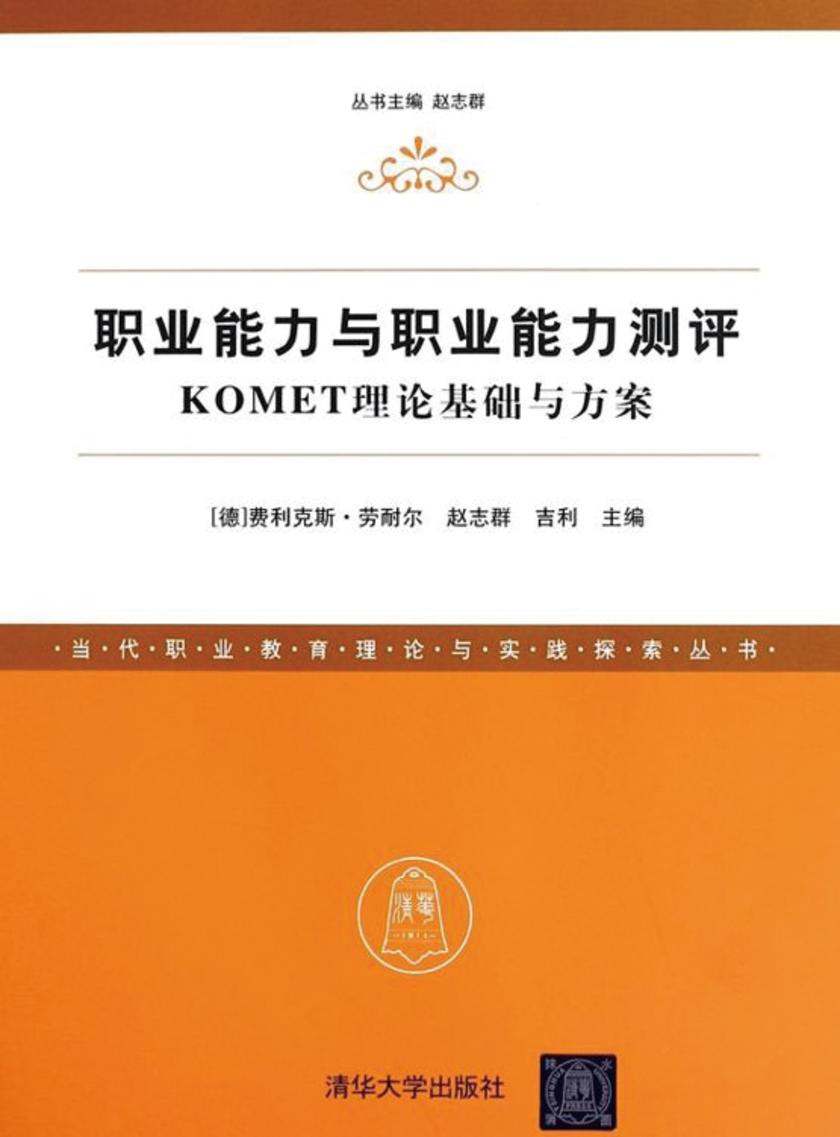 丛书主编 赵志群
职业能力与职业能力测评
KOMET理论基础与方案
[德]费利克斯·劳耐尔 赵志群 吉利 主编
·当·代·职·业·教·育·理·论·与·实·践·探·索·丛·书·
清華
1911
清华大学出版社